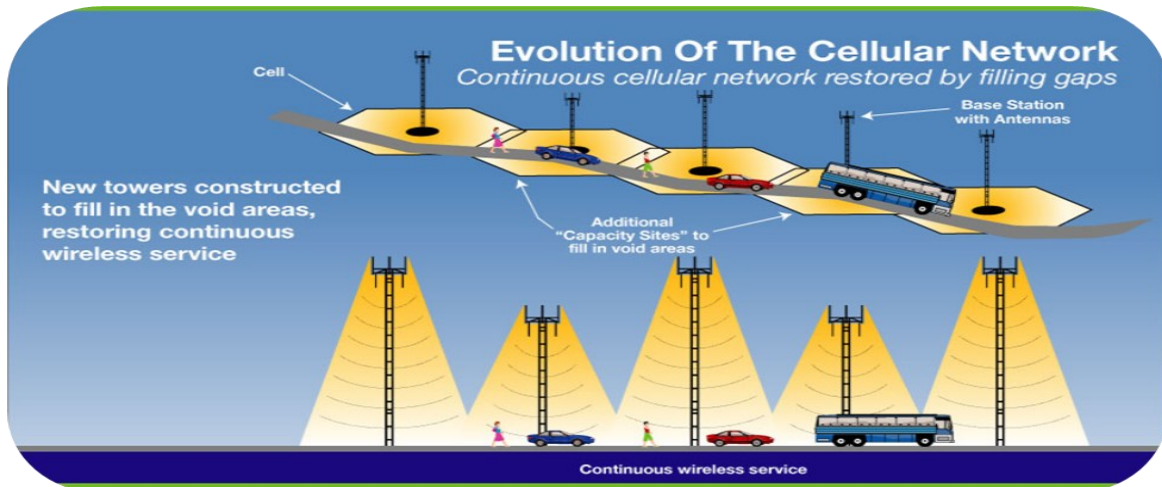 Evolution Of The Cellular Network
Continuous cellular network restored by filling gaps
Cell
Base Station
with Antennas
New towers constructed
to fill in the void areas,
restoring continuous
wireless service
Additional
"Capacity Sites" to
fill in void areas
Continuous wireless service